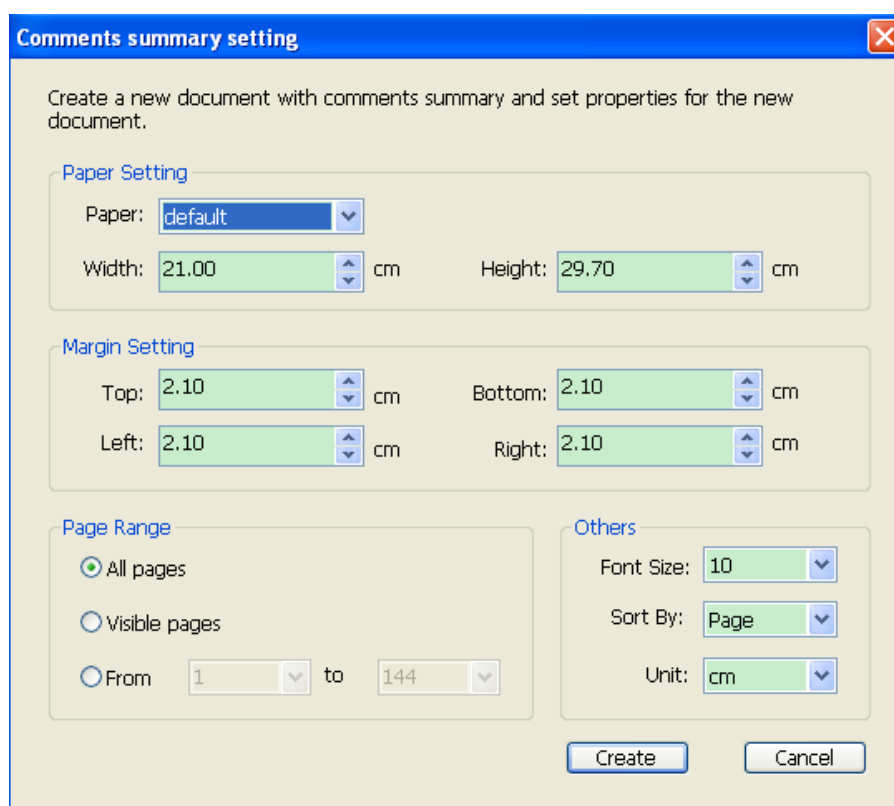 Comments summary setting
Create a new document with comments summary and set properties for the new
document.
Paper Setting
Paper: default
Width: 21.00 cm Height: 29.70 cm
Margin Setting
Top: 2.10 cm Bottom: 2.10 cm
Left: 2.10 cm Right: 2.10 cm
Page Range
All pages
Visible pages
From 1 to 144
Others
Font Size: 10
Sort By: Page
Unit: cm
Create Cancel